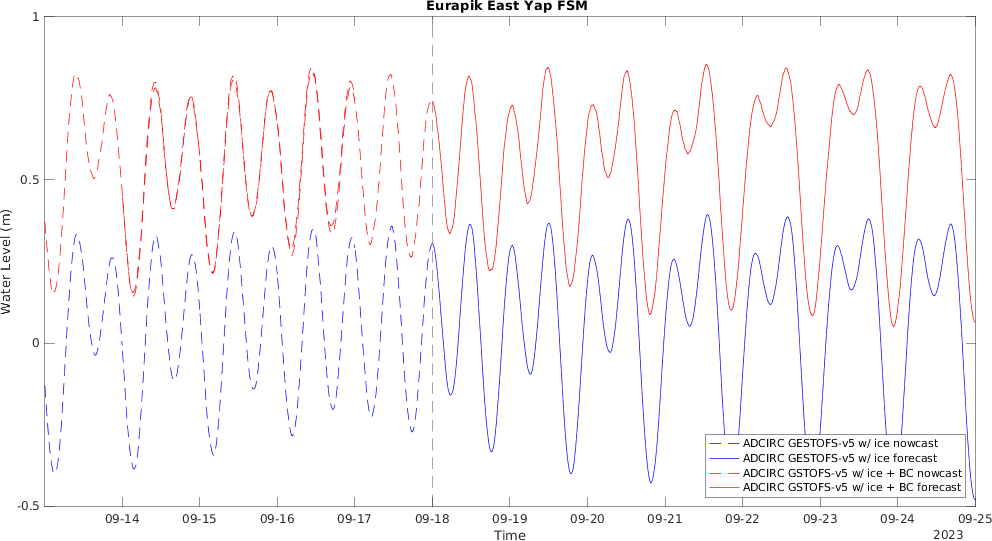 Eurapik East Yap FSM
1
0.5
0
-0.5
Water Level (m)
09-14 09-15 09-16 09-17 09-18 09-19 09-20 09-21 09-22 09-23 09-24 09-25
Time
2023
ADCIRC GESTOFS-v5 w/ ice nowcast
ADCIRC GESTOFS-v5 w/ ice forecast
ADCIRC GSTOFS-v5 w/ ice + BC nowcast
ADCIRC GSTOFS-v5 w/ ice + BC forecast